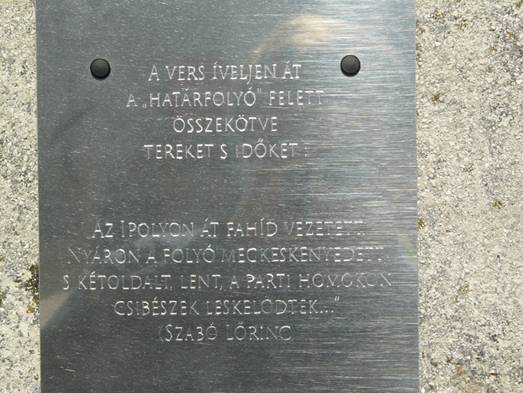 A VERS ÍVELJEN ÁT
A „HATÁRFOLYÓ" FELETT
ÖSSZEKÖTVE
TEREKET S IDŐKET :
AZ IPOLYON ÁT FAHÍD VEZETETT.
NYÁRON A FOLYÓ MEGKESKENYEDETT
S KÉTOLDALT, LENT, A PARTI HOMOKON
CSIBÉSZEK LESKELŐDTEK..."
(SZABÓ LŐRINC